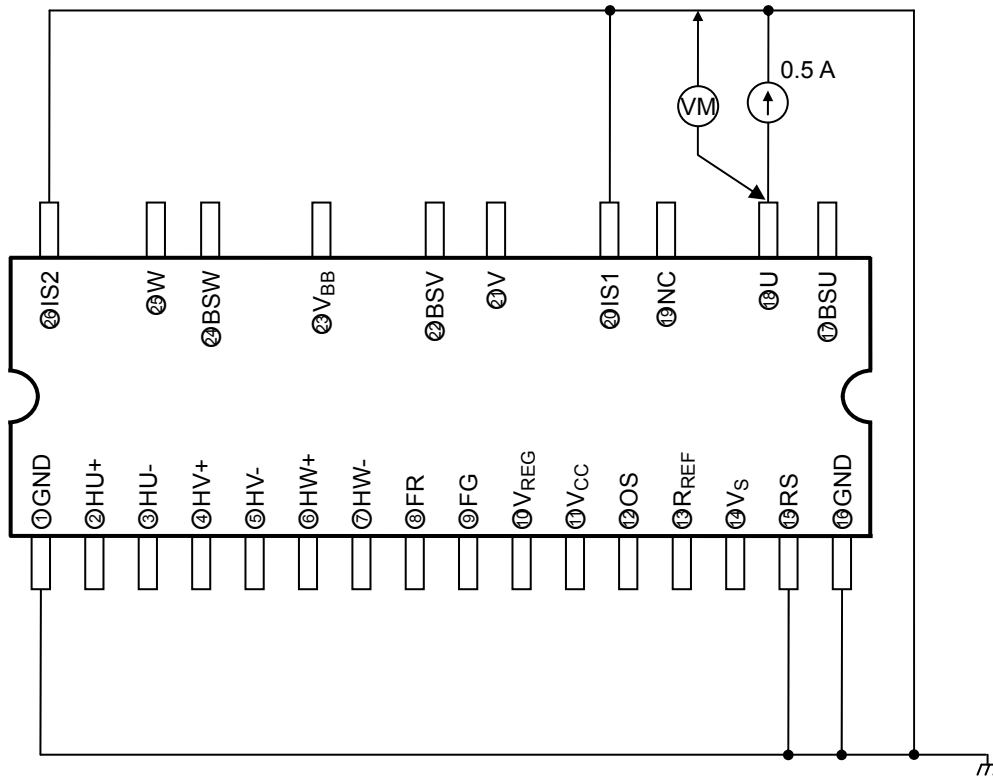 0.5 A
VM
㉖IS2
㉕W
㉔BSW
㉓VBB
㉒BSV
㉑V
⑳IS1
⑲NC
⑱U
⑰BSU
①GND
②HU+
③HU-
④HV+
⑤HV-
⑥HW+
⑦HW-
⑧FR
⑨FG
⑩VREG
⑪VCC
⑫OS
⑬RREF
⑭VS
⑮RS
⑯GND